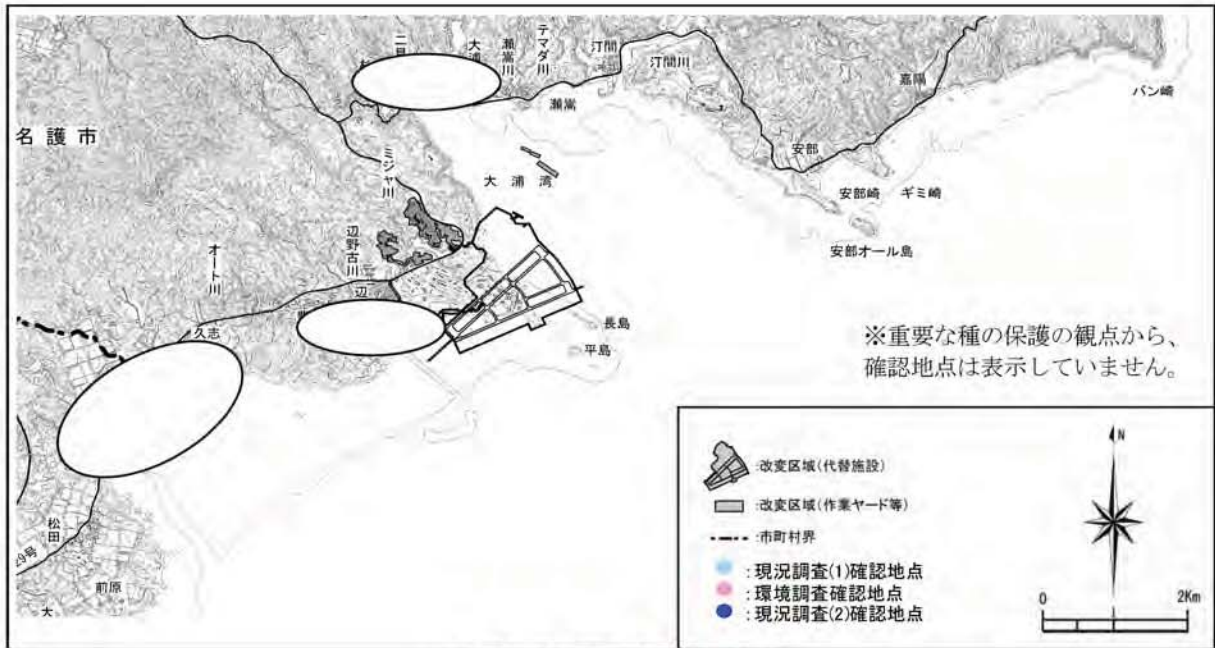 名護市
二見
大浦
瀬嵩川
テマダ川
汀間
汀間川
瀬嵩
嘉陽
バン崎
安部
安部崎
ギミ崎
安部オール島
大浦湾
ミジャ川
辺野古川
オート川
辺
久志
長島
平島
※重要な種の保護の観点から、
確認地点は表示していません。
松田
29号
前原
大
:改変区域(代替施設)
:改変区域(作業ヤード等)
:市町村界
:現況調査(1)確認地点
:環境調査確認地点
:現況調査(2)確認地点
N
0 2Km